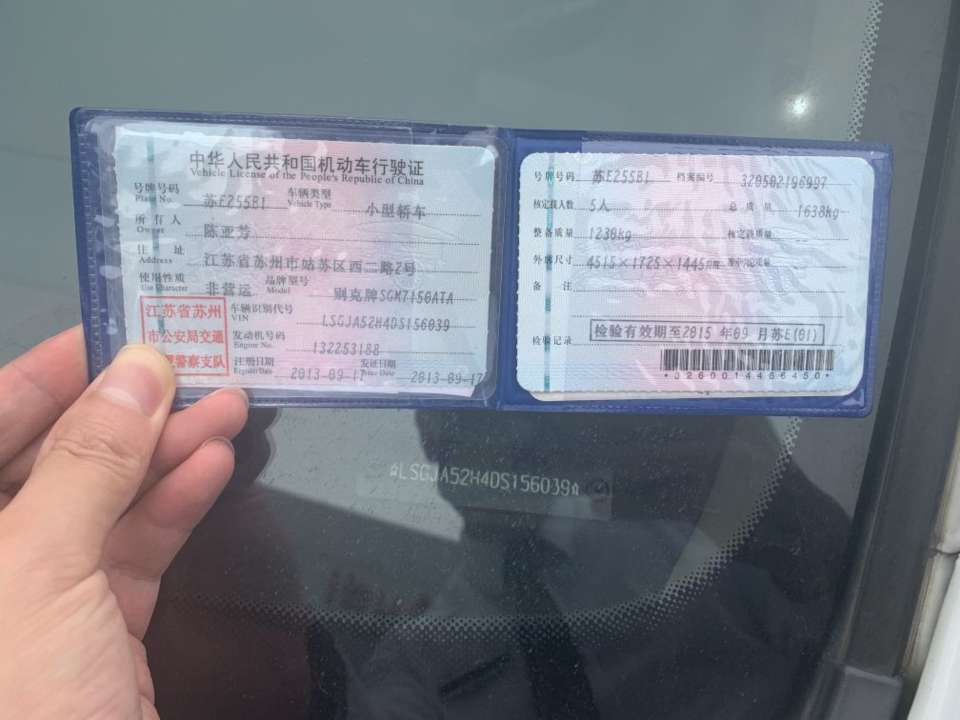 中华人民共和国机动车行驶证
Vehicle License of the People's Republic of China
号牌号码 苏E255B1 车辆类型 小型轿车
Plate No. Vehicle Type
所有人 陈亚芳
Owner
住址 江苏省苏州市姑苏区西二路2号
Address
使用性质 非营运 品牌型号 别克牌SGM7156ATA
Use Character Model
江苏省苏州
市公安局交通
警察支队
车辆识别代号 LSGJA52H4DS156039
VIN
发动机号码 132253188
Engine No.
注册日期 2013-09-17 发证日期 2013-09-17
Register Date Issue Date
号牌号码 苏E255B1 档案编号 320502196997
核定载人数 5人 总质量 1638kg
整备质量 1230kg 核定载质量
外廓尺寸 4515×1725×1445
备注
检验有效期至2015年09月苏E(01)
检验记录
*3260014466450*
☆LSGJA52H4DS156039☆